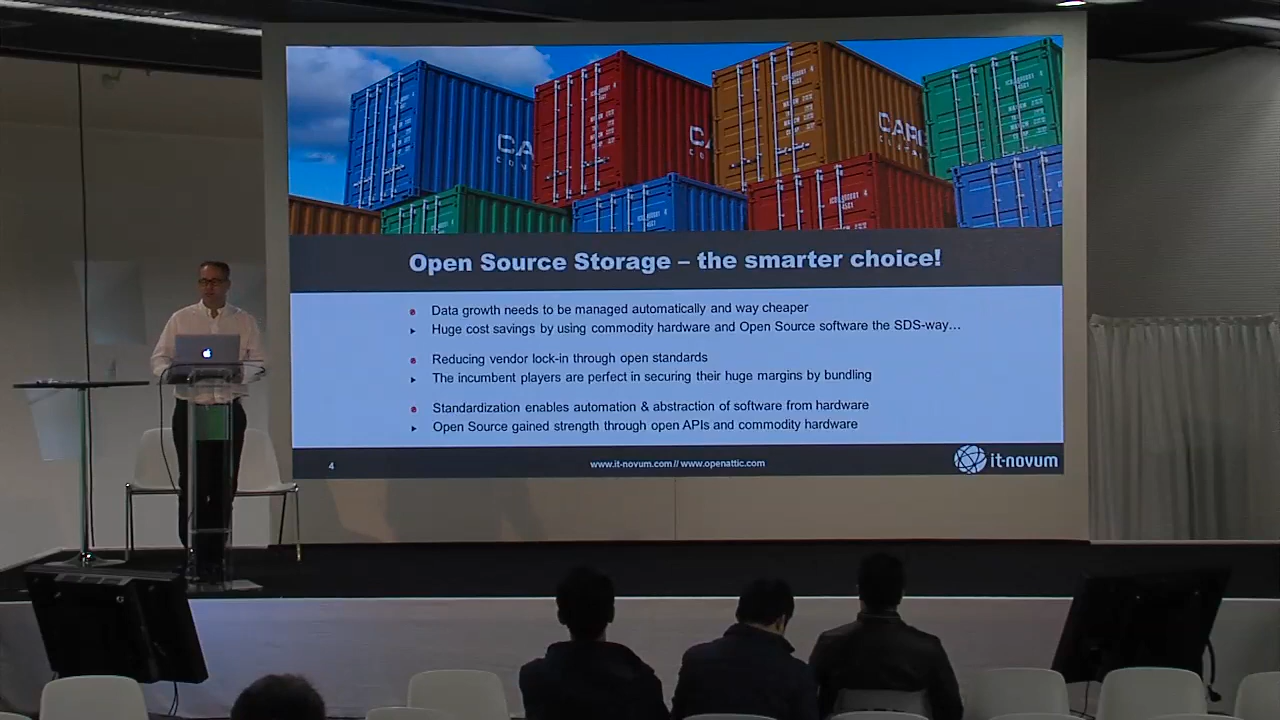 CA
CA
CARG
Open Source Storage – the smarter choice!
Data growth needs to be managed automatically and way cheaper
Huge cost savings by using commodity hardware and Open Source software the SDS-way…
Reducing vendor lock-in through open standards
The incumbent players are perfect in securing their huge margins by bundling
Standardization enables automation & abstraction of software from hardware
Open Source gained strength through open APIs and commodity hardware
4
www.it-novum.com // www.openattic.com
it-novum